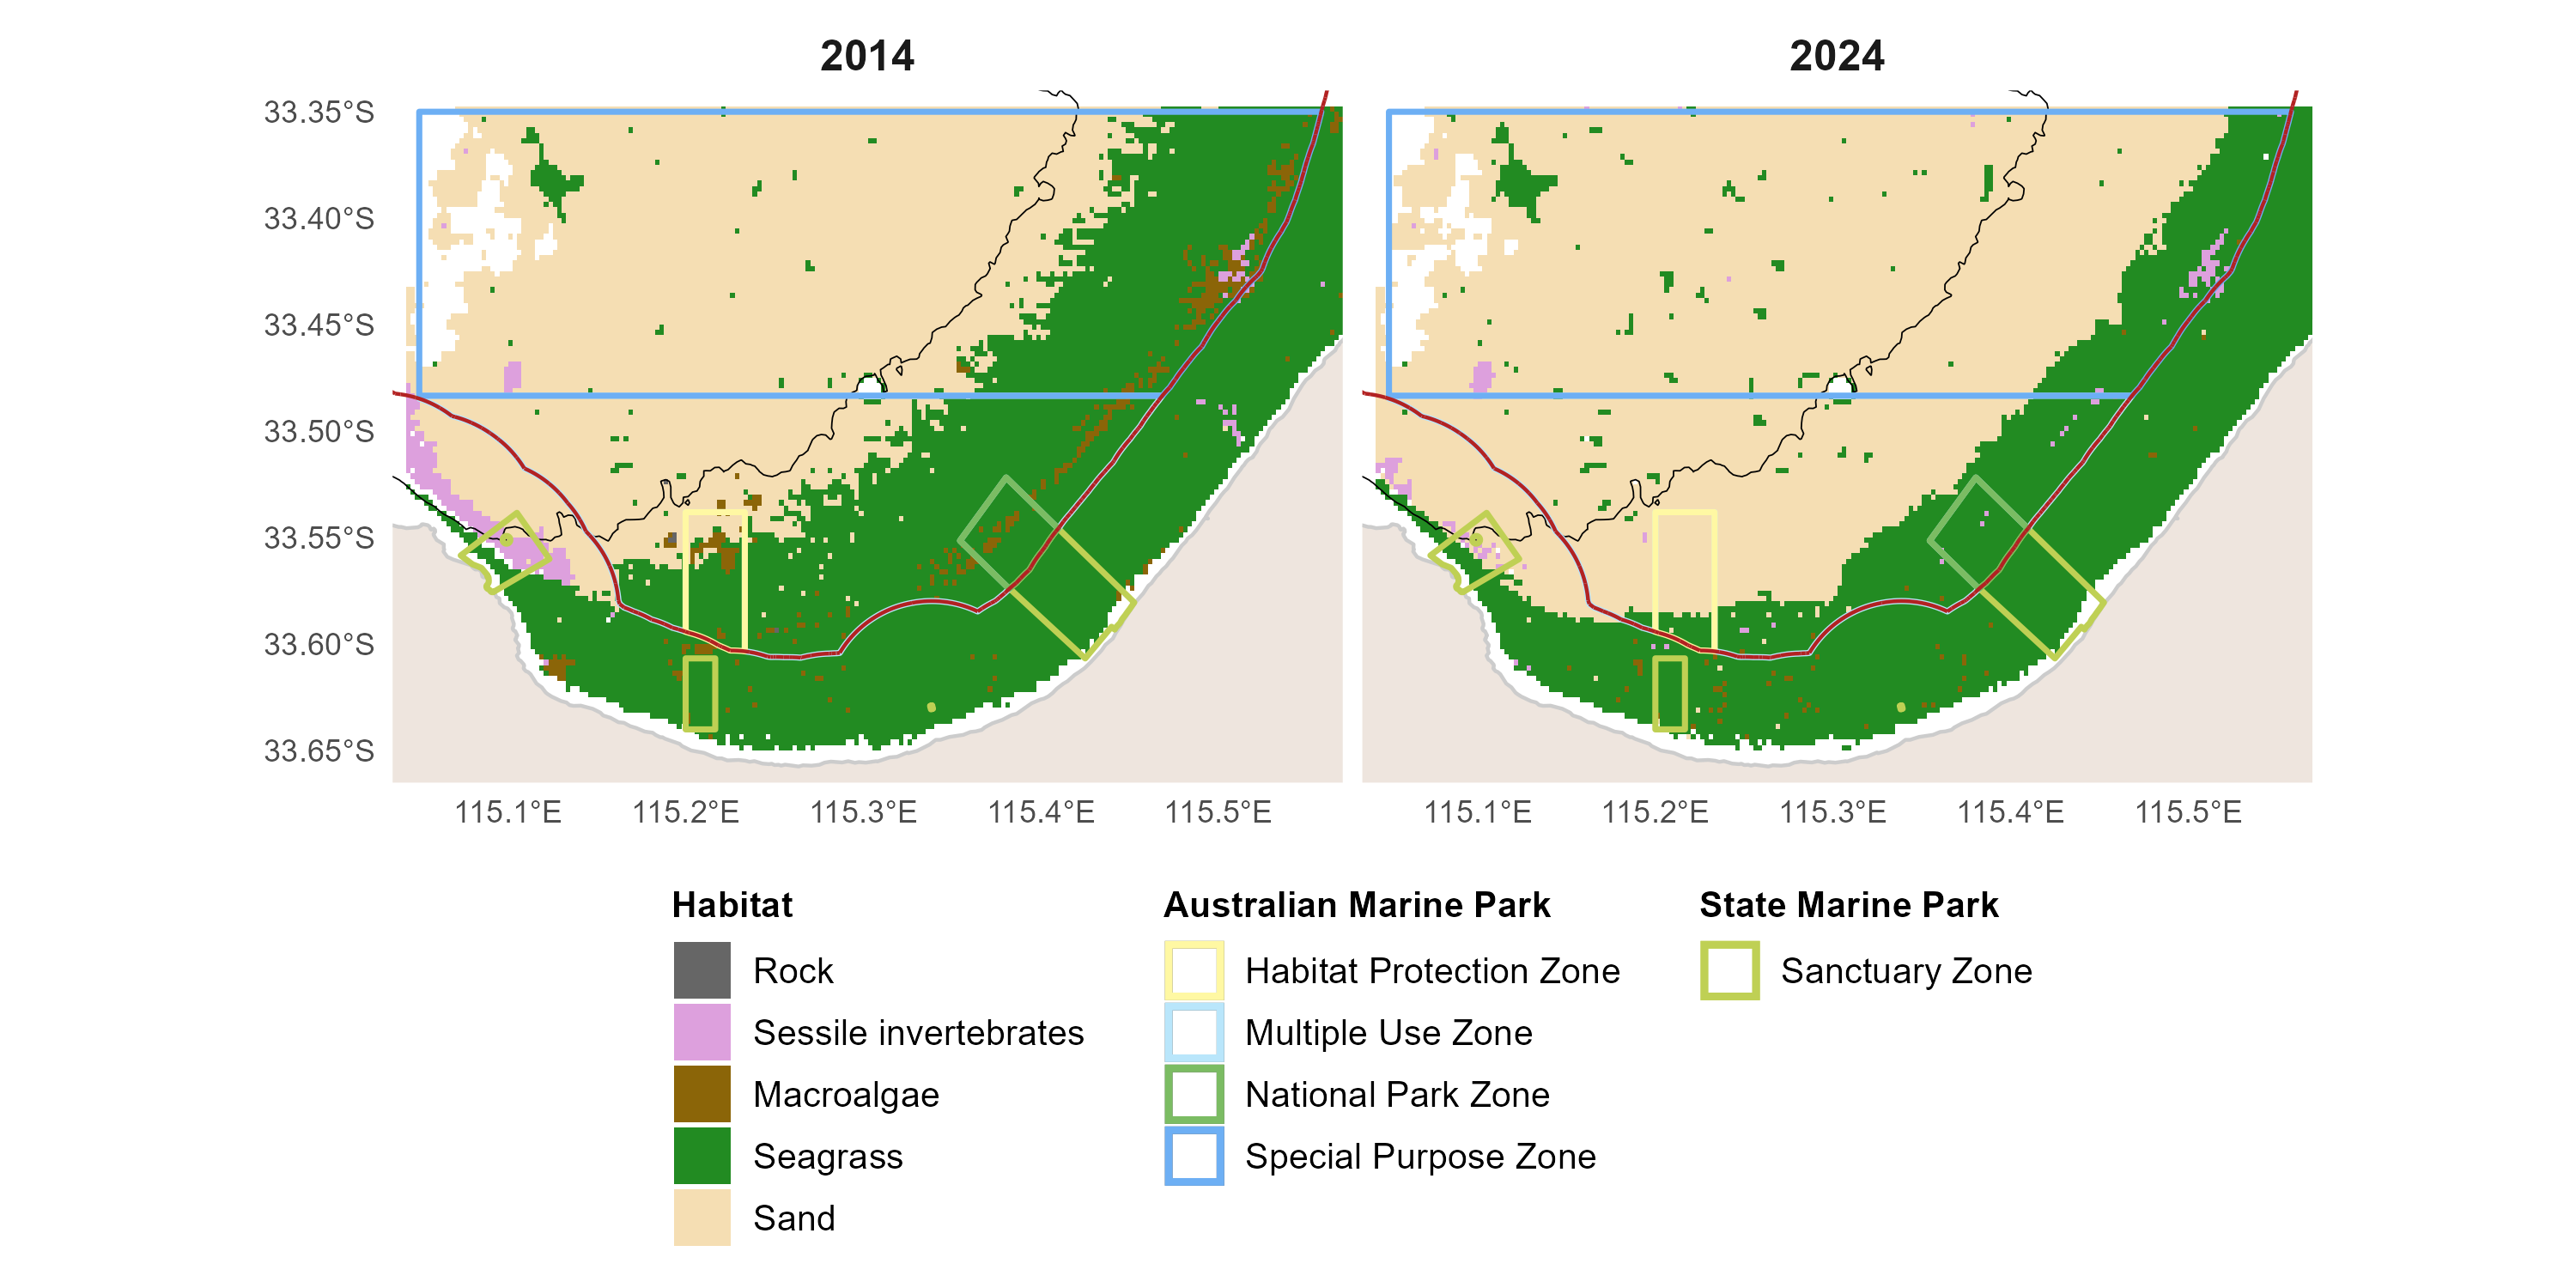 2014 2024
33.35°S
33.40°S
33.45°S
33.50°S
33.55°S
33.60°S
33.65°S
115.1°E 115.2°E 115.3°E 115.4°E 115.5°E 115.1°E 115.2°E 115.3°E 115.4°E 115.5°E
Habitat
Rock
Sessile invertebrates
Macroalgae
Seagrass
Sand
Australian Marine Park
Habitat Protection Zone
Multiple Use Zone
National Park Zone
Special Purpose Zone
State Marine Park
Sanctuary Zone